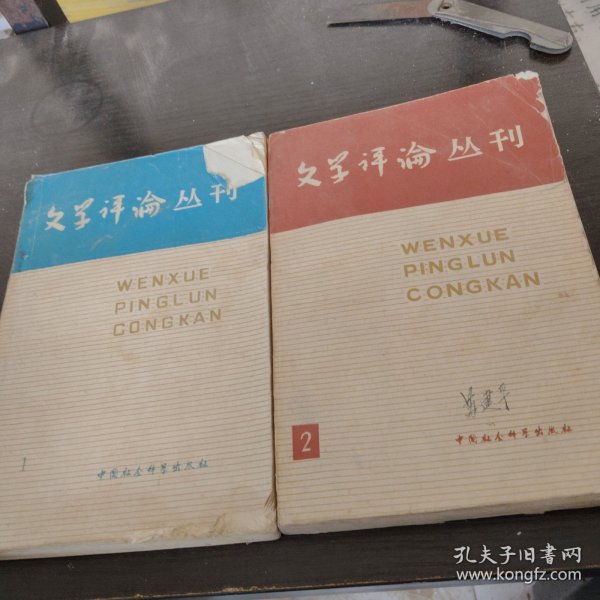 文学评论丛刊
WENXUE
PINGLUN
CONGKAN
1
中国社会科学出版社
文学评论丛刊
WENXUE
PINGLUN
CONGKAN
2
中国社会科学出版社
孔夫子旧书网
www.kongfz.com